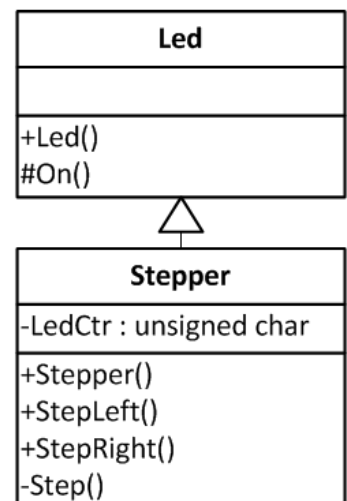 Led
+Led()
#On()
Stepper
-LedCtr : unsigned char
+Stepper()
+StepLeft()
+StepRight()
-Step()